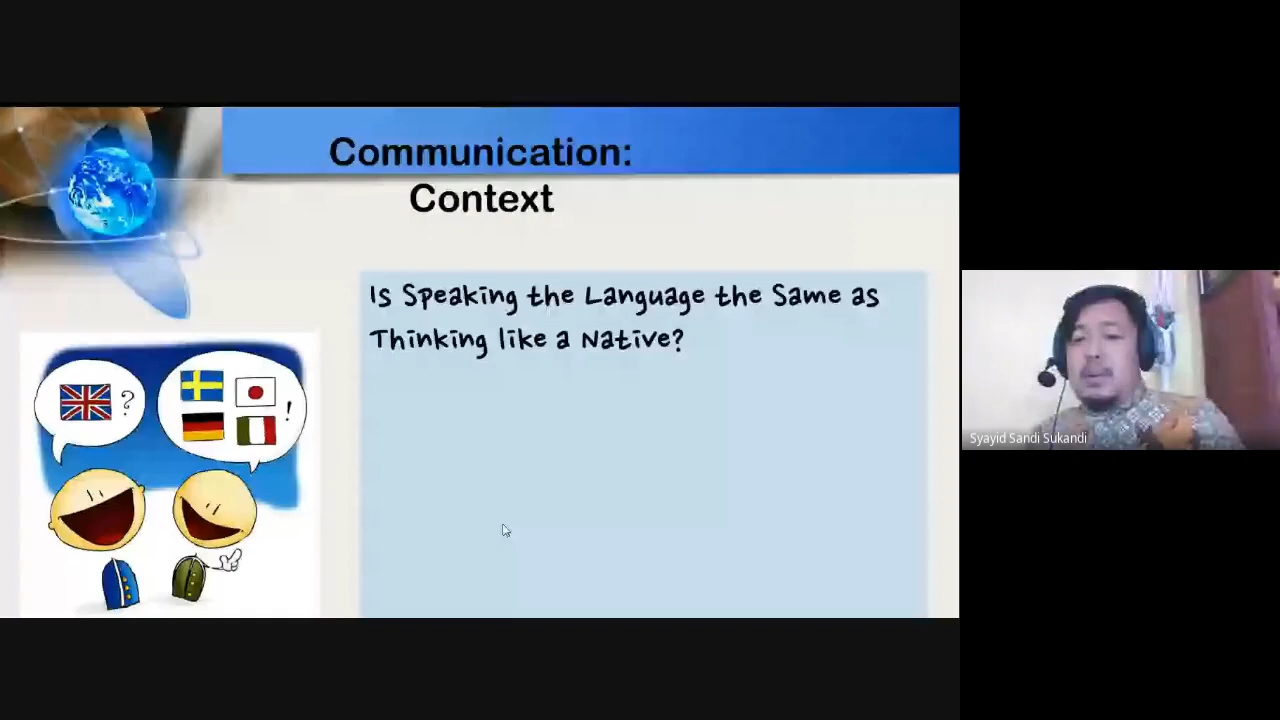 Communication:
Context
Is Speaking the Language the Same as
Thinking like a Native?
?
!
Syayid Sandi Sukandi